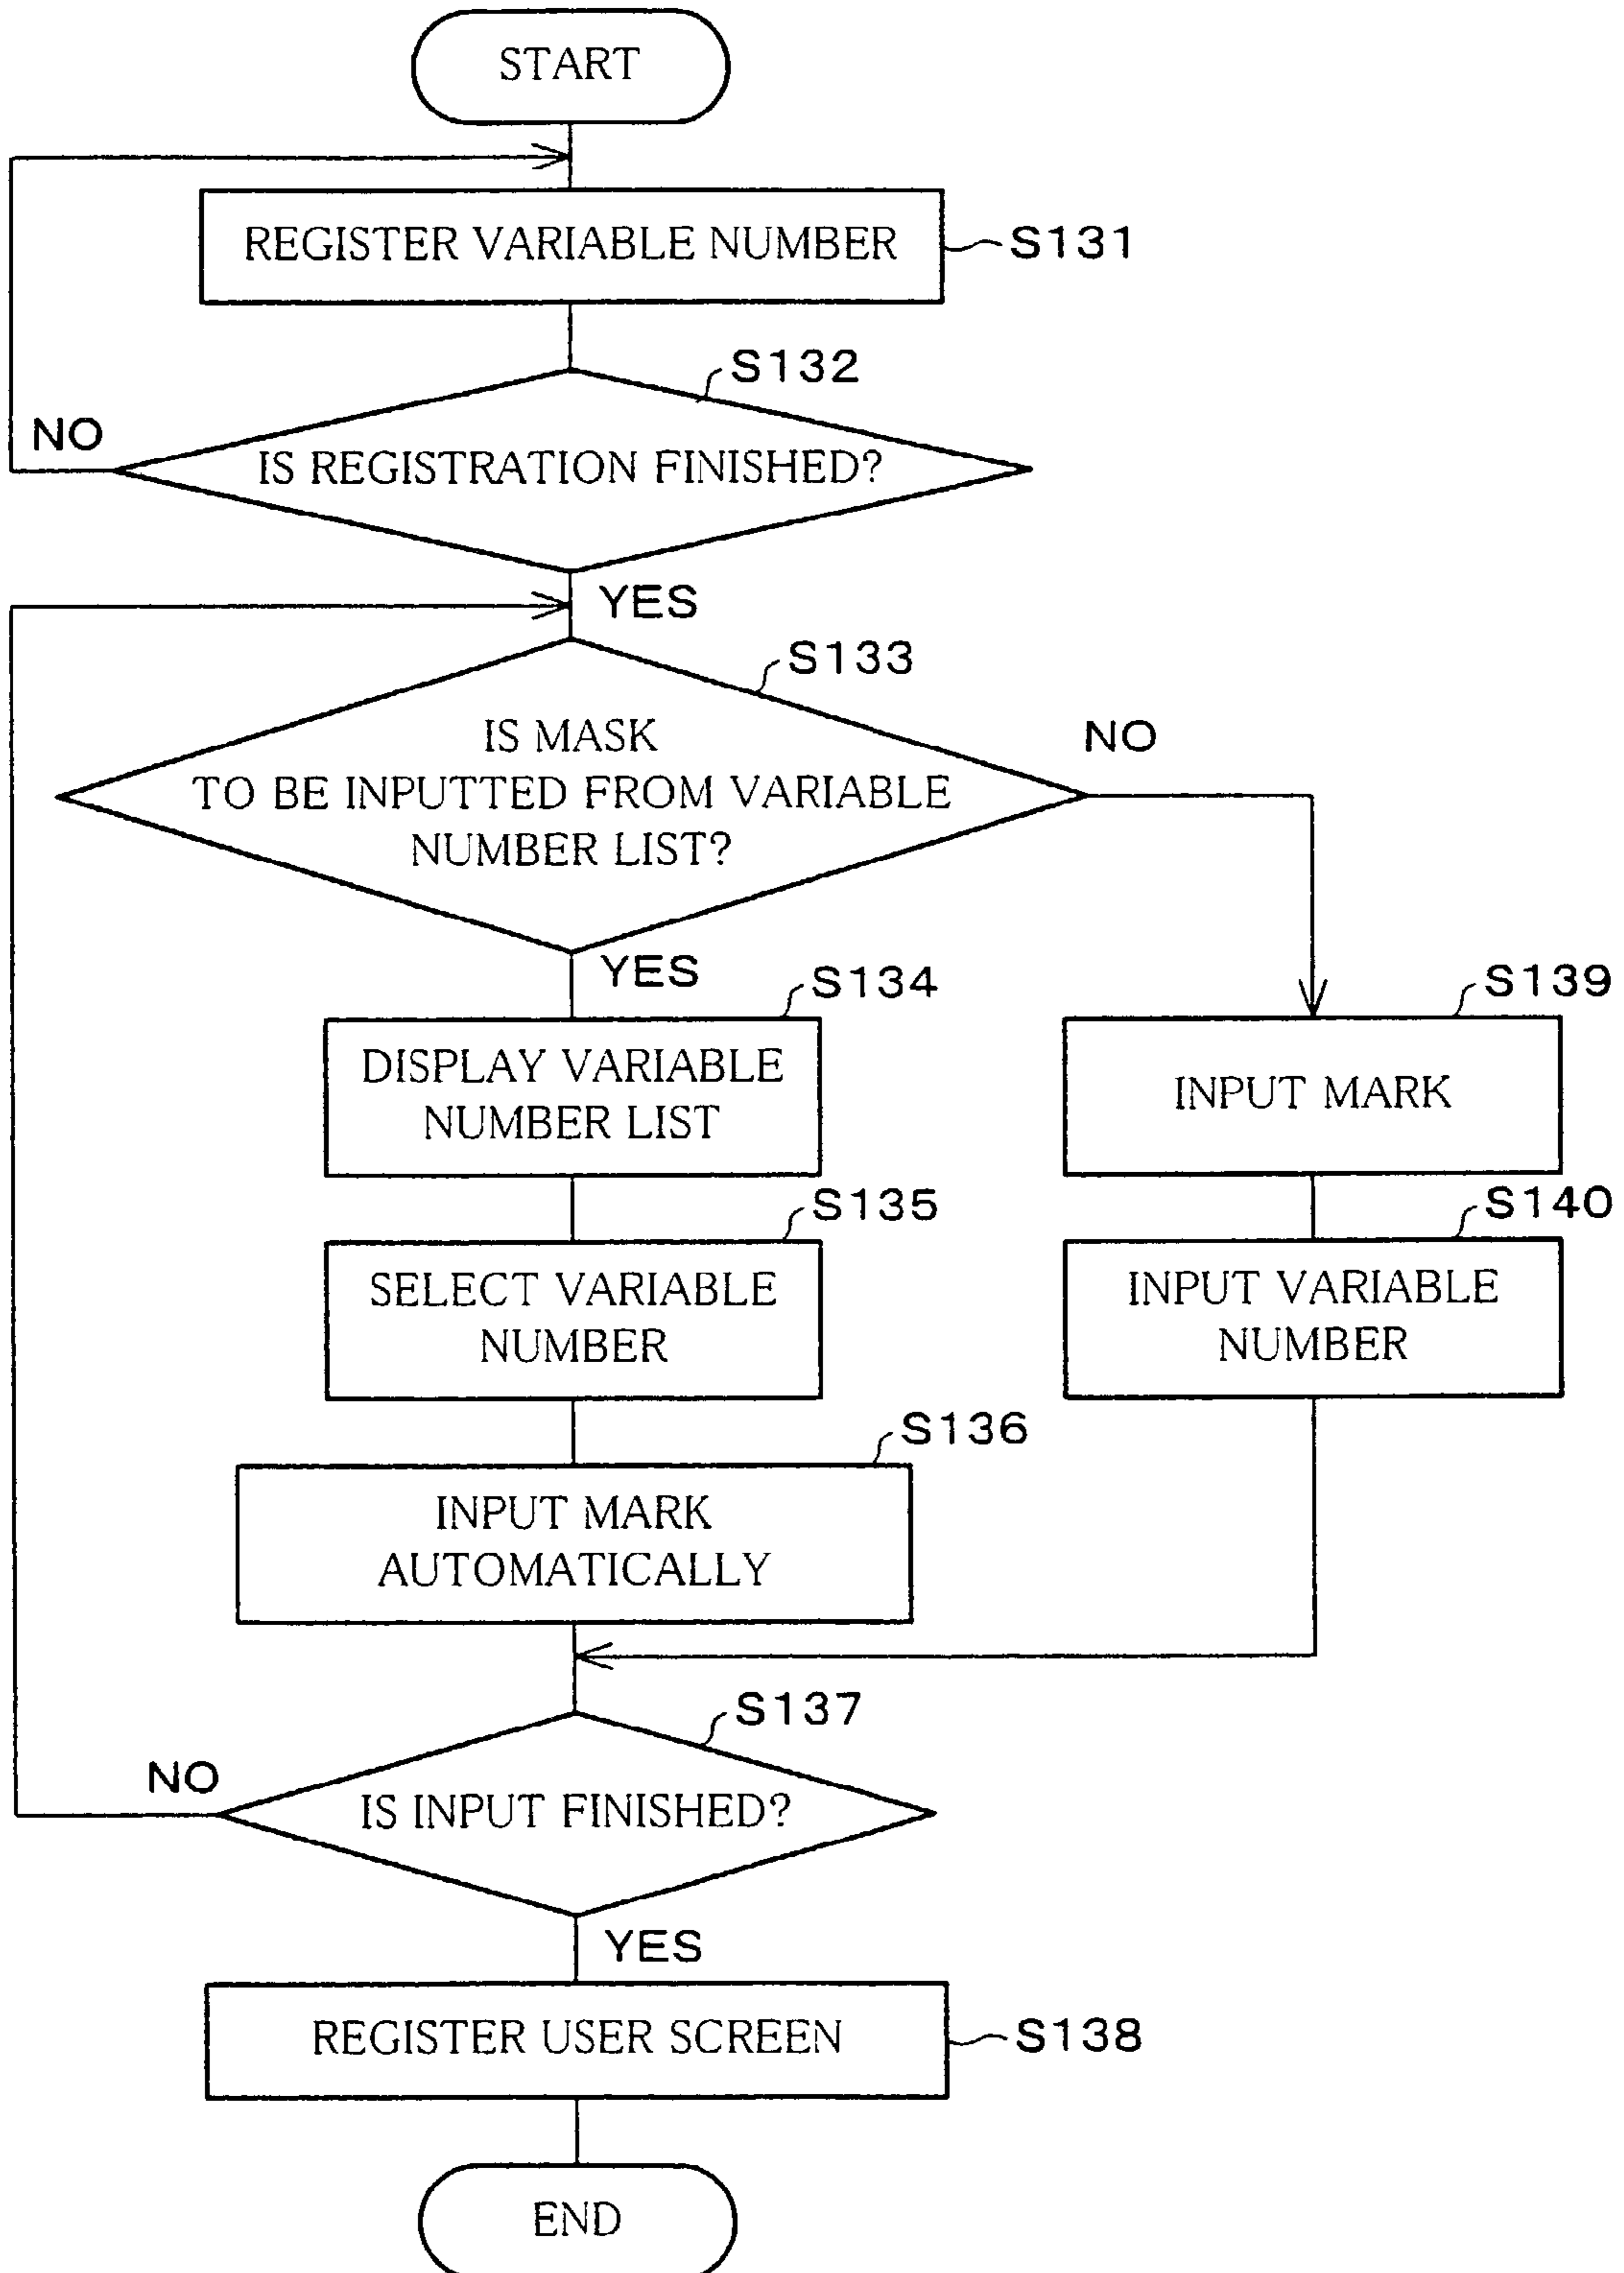 START
REGISTER VARIABLE NUMBER
S131
S132
NO
IS REGISTRATION FINISHED?
YES
S133
IS MASK
TO BE INPUTTED FROM VARIABLE
NUMBER LIST?
NO
YES
S134
DISPLAY VARIABLE
NUMBER LIST
S139
INPUT MARK
S135
SELECT VARIABLE
NUMBER
S140
INPUT VARIABLE
NUMBER
S136
INPUT MARK
AUTOMATICALLY
S137
NO
IS INPUT FINISHED?
YES
REGISTER USER SCREEN
S138
END